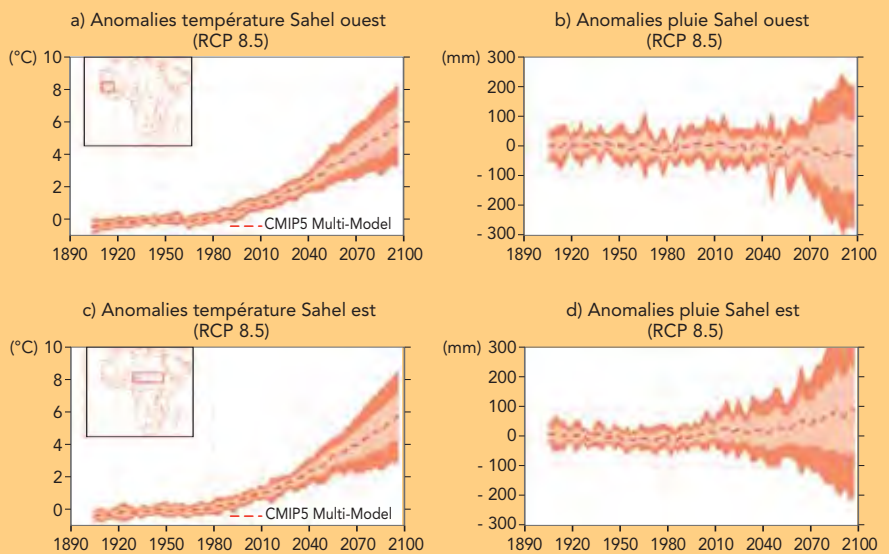 a) Anomalies température Sahel ouest
(RCP 8.5)
(°C) 10
8
6
4
2
0
CMIP5 Multi-Model
1890 1920 1950 1980 2010 2040 2070 2100
b) Anomalies pluie Sahel ouest
(RCP 8.5)
(mm) 300
200
100
0
- 100
- 200
- 300
1890 1920 1950 1980 2010 2040 2070 2100
c) Anomalies température Sahel est
(RCP 8.5)
(°C) 10
8
6
4
2
0
CMIP5 Multi-Model
1890 1920 1950 1980 2010 2040 2070 2100
d) Anomalies pluie Sahel est
(RCP 8.5)
(mm) 300
200
100
0
- 100
- 200
- 300
1890 1920 1950 1980 2010 2040 2070 2100